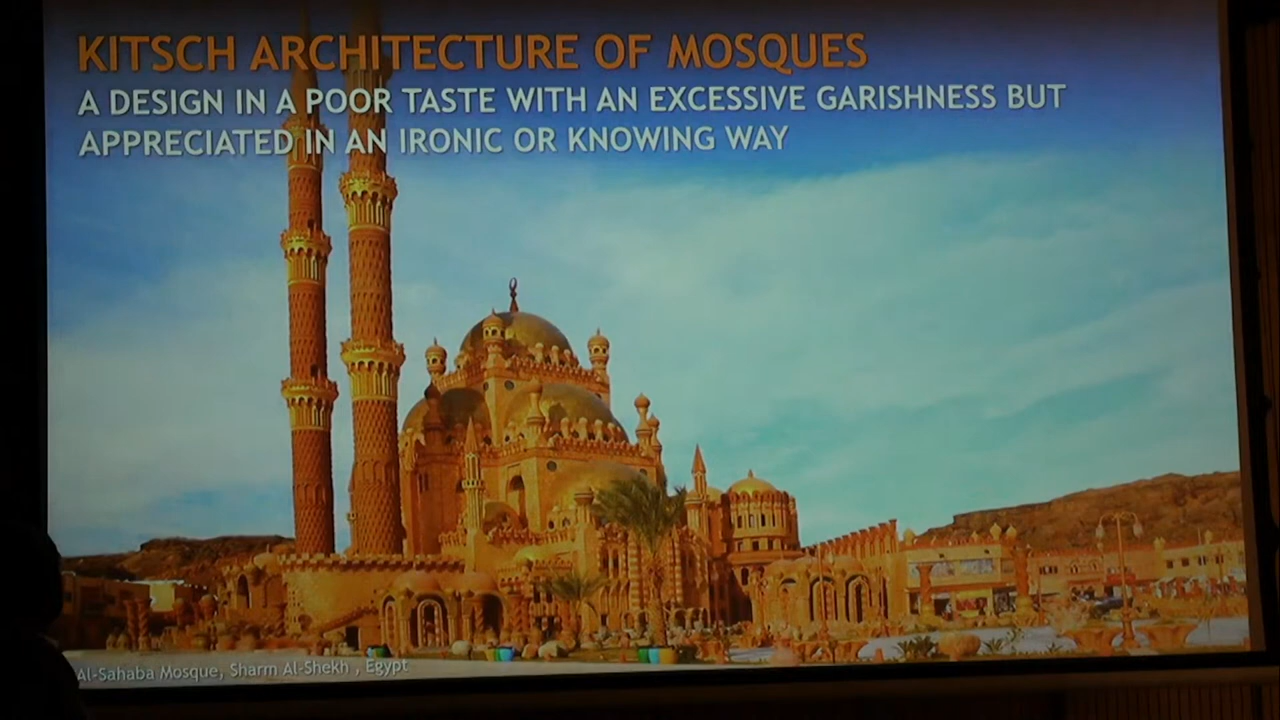 KITSCH ARCHITECTURE OF MOSQUES
A DESIGN IN A POOR TASTE WITH AN EXCESSIVE GARISHNESS BUT
APPRECIATED IN AN IRONIC OR KNOWING WAY
Al-Sahaba Mosque, Sharm Al-Shekh , Egypt